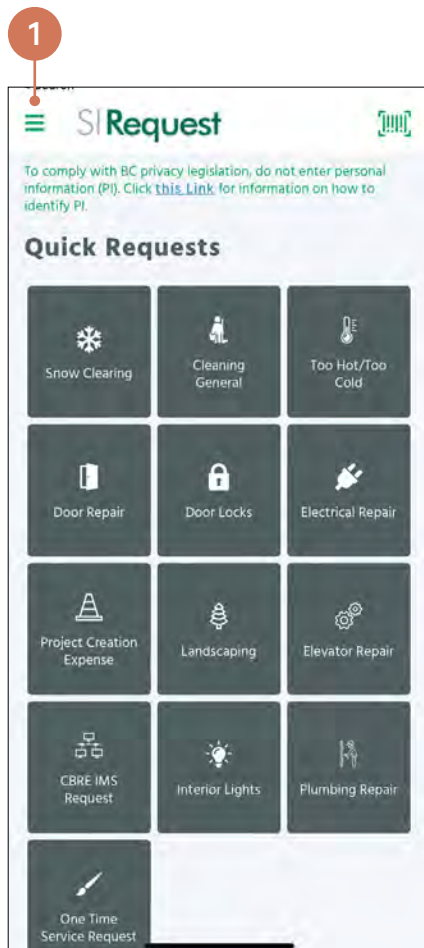 1
Search
SI Request
To comply with BC privacy legislation, do not enter personal
information (PI). Click this Link for information on how to
identify PI.
Quick Requests
Snow Clearing
Cleaning
General
Too Hot/Too
Cold
Door Repair
Door Locks
Electrical Repair
Project Creation
Expense
Landscaping
Elevator Repair
CBRE IMS
Request
Interior Lights
Plumbing Repair
One Time
Service Request